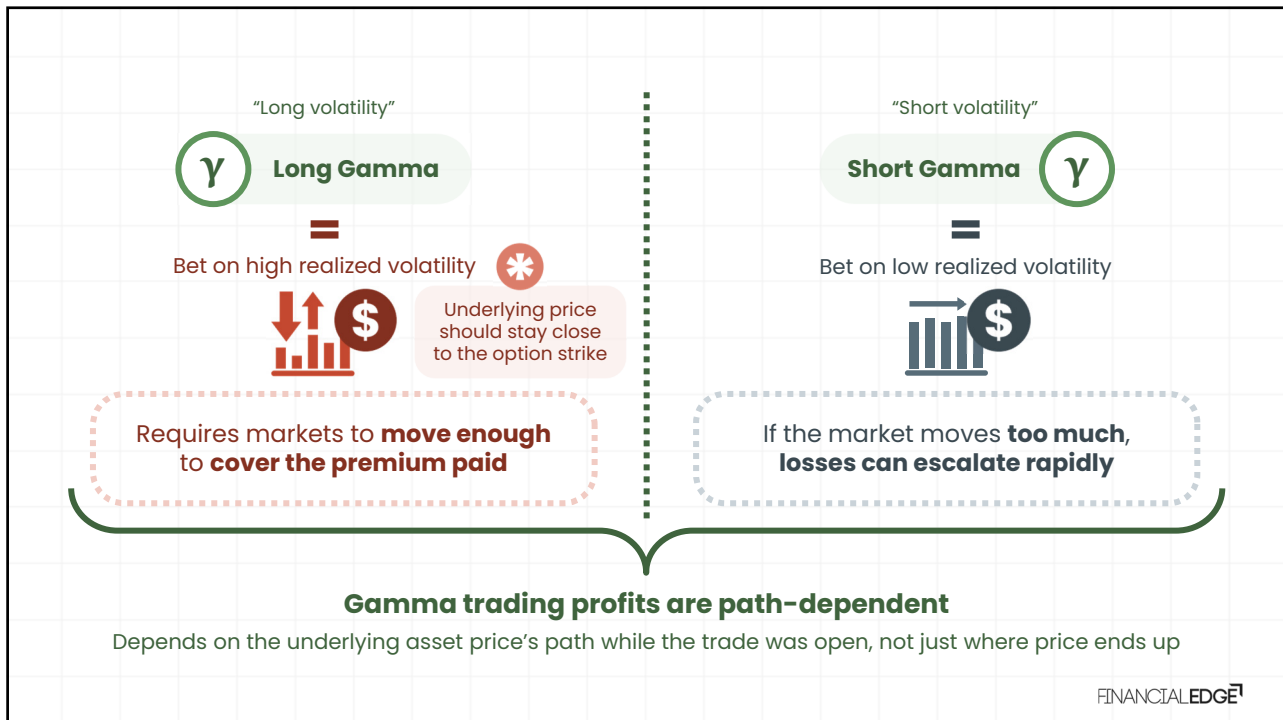 “Long volatility”
γ
Long Gamma
=
Bet on high realized volatility
*
$
Underlying price
should stay close
to the option strike
Requires markets to move enough
to cover the premium paid
“Short volatility”
Short Gamma
γ
=
Bet on low realized volatility
$
If the market moves too much,
losses can escalate rapidly
Gamma trading profits are path-dependent
Depends on the underlying asset price’s path while the trade was open, not just where price ends up
FINANCIALEDGE